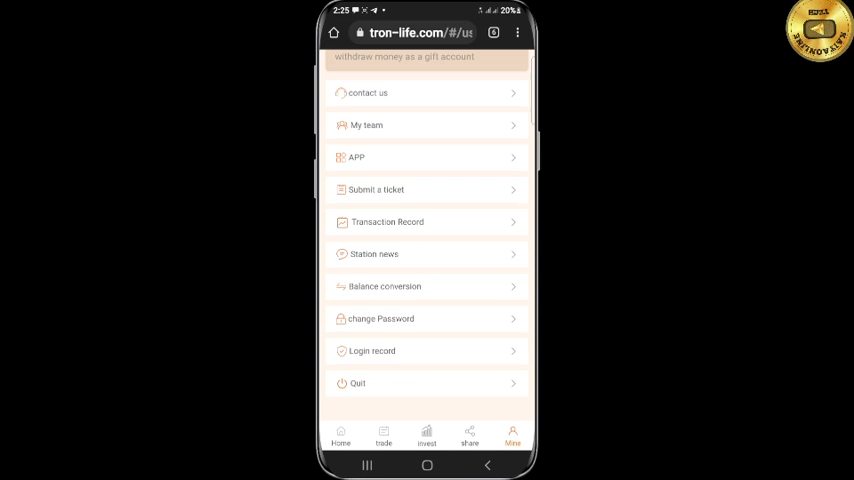 2:25
20%
tron-life.com/#/us
6
withdraw money as a gift account
contact us
My team
APP
Submit a ticket
Transaction Record
Station news
Balance conversion
change Password
Login record
Quit
Home
trade
invest
share
Mine
KATYAONLINE